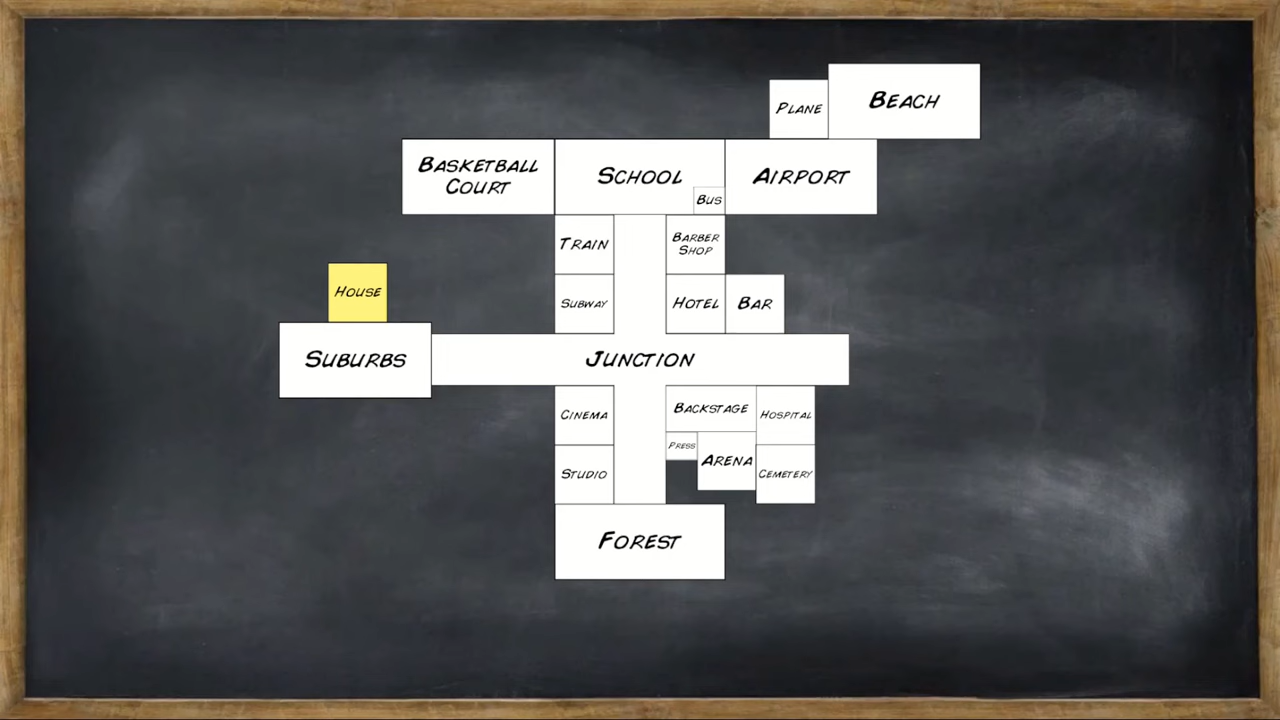 Beach
Plane
Basketball
Court
School
Airport
Bus
Train
Barber
Shop
House
Subway
Hotel
Bar
Suburbs
Junction
Cinema
Backstage
Hospital
Press
Arena
Studio
Cemetery
Forest